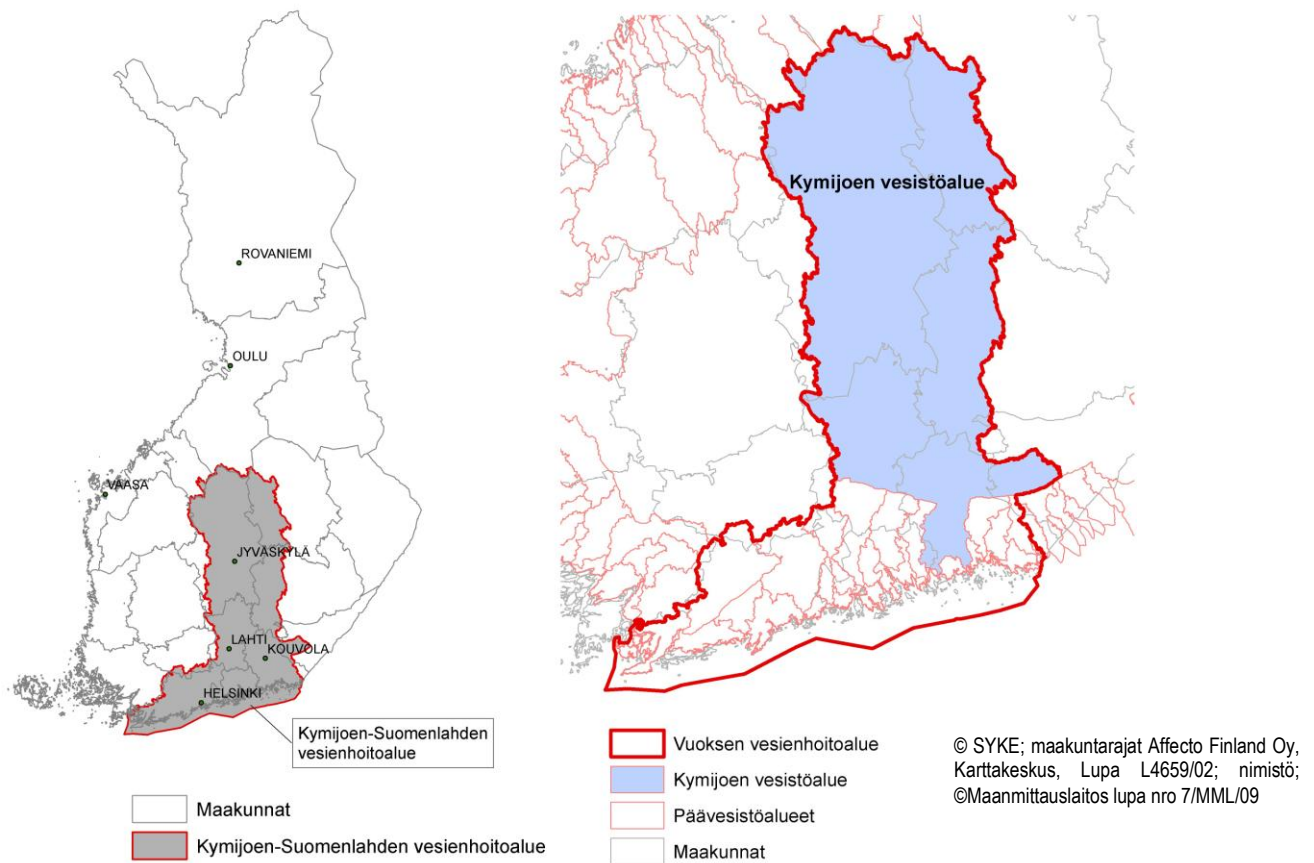 ROVANIEMI
OULU
VAASA
JYVÄSKYLÄ
LAHTI
KOUVOLA
HELSINKI
Kymijoen-Suomenlahden
vesienhoitoalue
Maakunnat
Kymijoen-Suomenlahden vesienhoitoalue
Kymijoen vesistöalue
Vuoksen vesienhoitoalue
Kymijoen vesistöalue
Päävesistöalueet
Maakunnat
© SYKE; maakuntarajat Affecto Finland Oy,
Karttakeskus, Lupa L4659/02; nimistö;
©Maanmittauslaitos lupa nro 7/MML/09